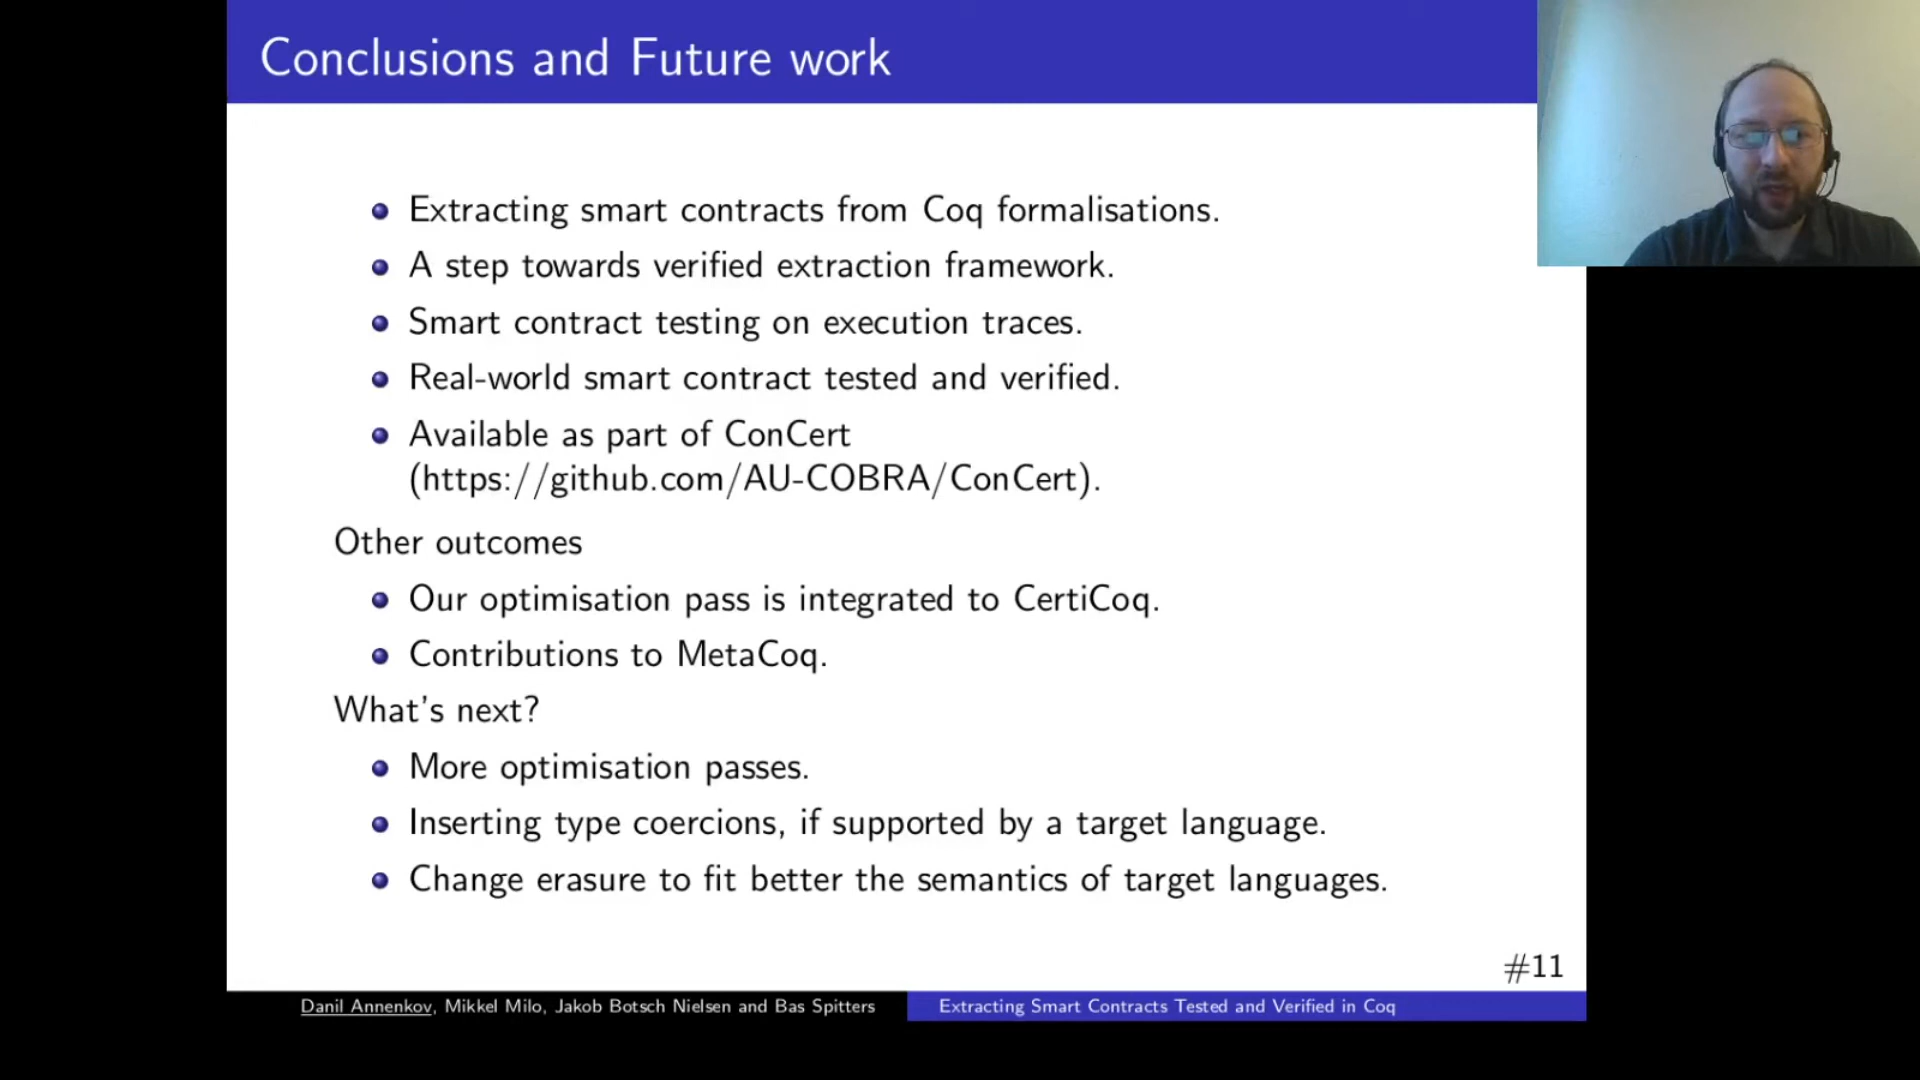 Conclusions and Future work
Extracting smart contracts from Coq formalisations.
A step towards verified extraction framework.
Smart contract testing on execution traces.
Real-world smart contract tested and verified.
Available as part of ConCert
(https://github.com/AU-COBRA/ConCert).
Other outcomes
Our optimisation pass is integrated to CertiCoq.
Contributions to MetaCoq.
What's next?
More optimisation passes.
Inserting type coercions, if supported by a target language.
Change erasure to fit better the semantics of target languages.
#11
Danil Annenkov, Mikkel Milo, Jakob Botsch Nielsen and Bas Spitters
Extracting Smart Contracts Tested and Verified in Coq